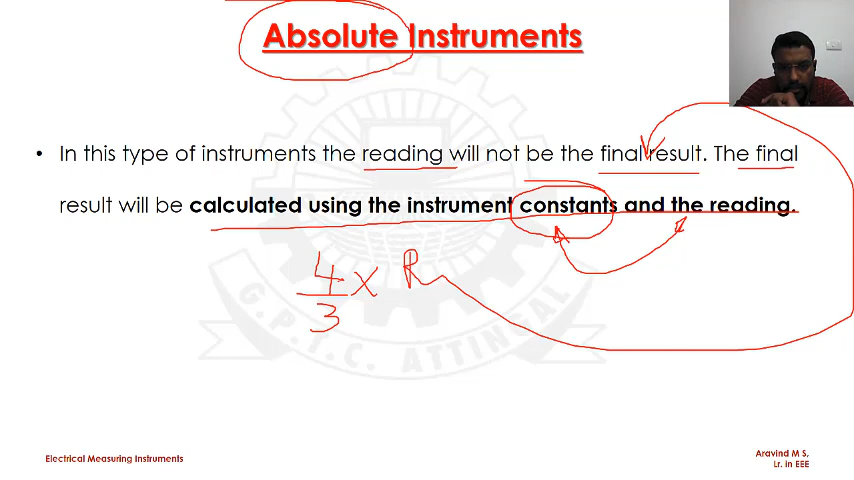 Absolute Instruments
• In this type of instruments the reading will not be the final result. The final
result will be calculated using the instrument constants and the reading.
4/3 × R
G.P.T.C. ATTINGAL
Electrical Measuring Instruments
Aravind M S,
Lr. in EEE